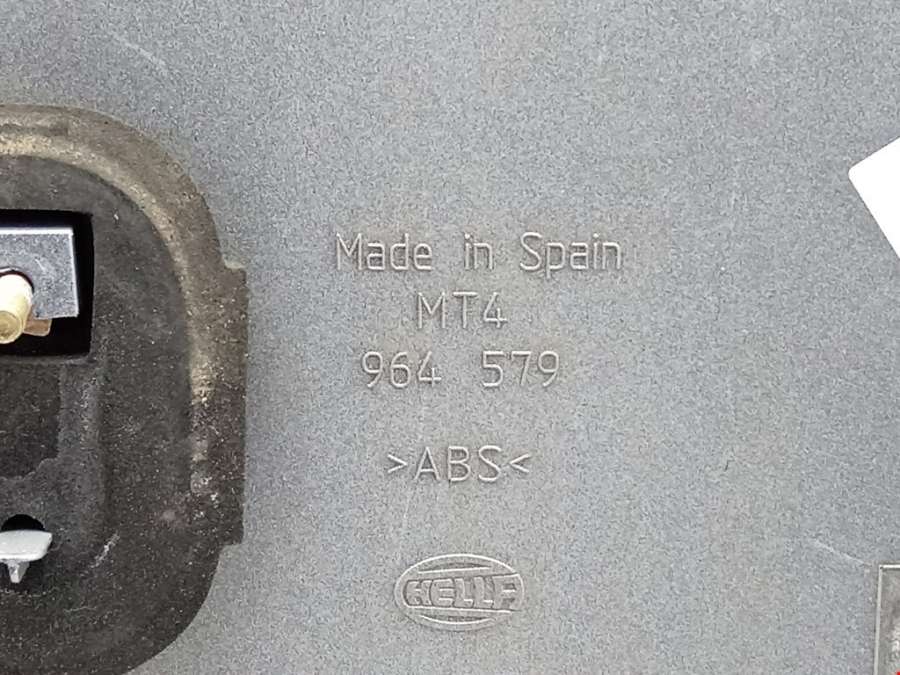 Made in Spain
MT4
964 579
>ABS<
HELLA